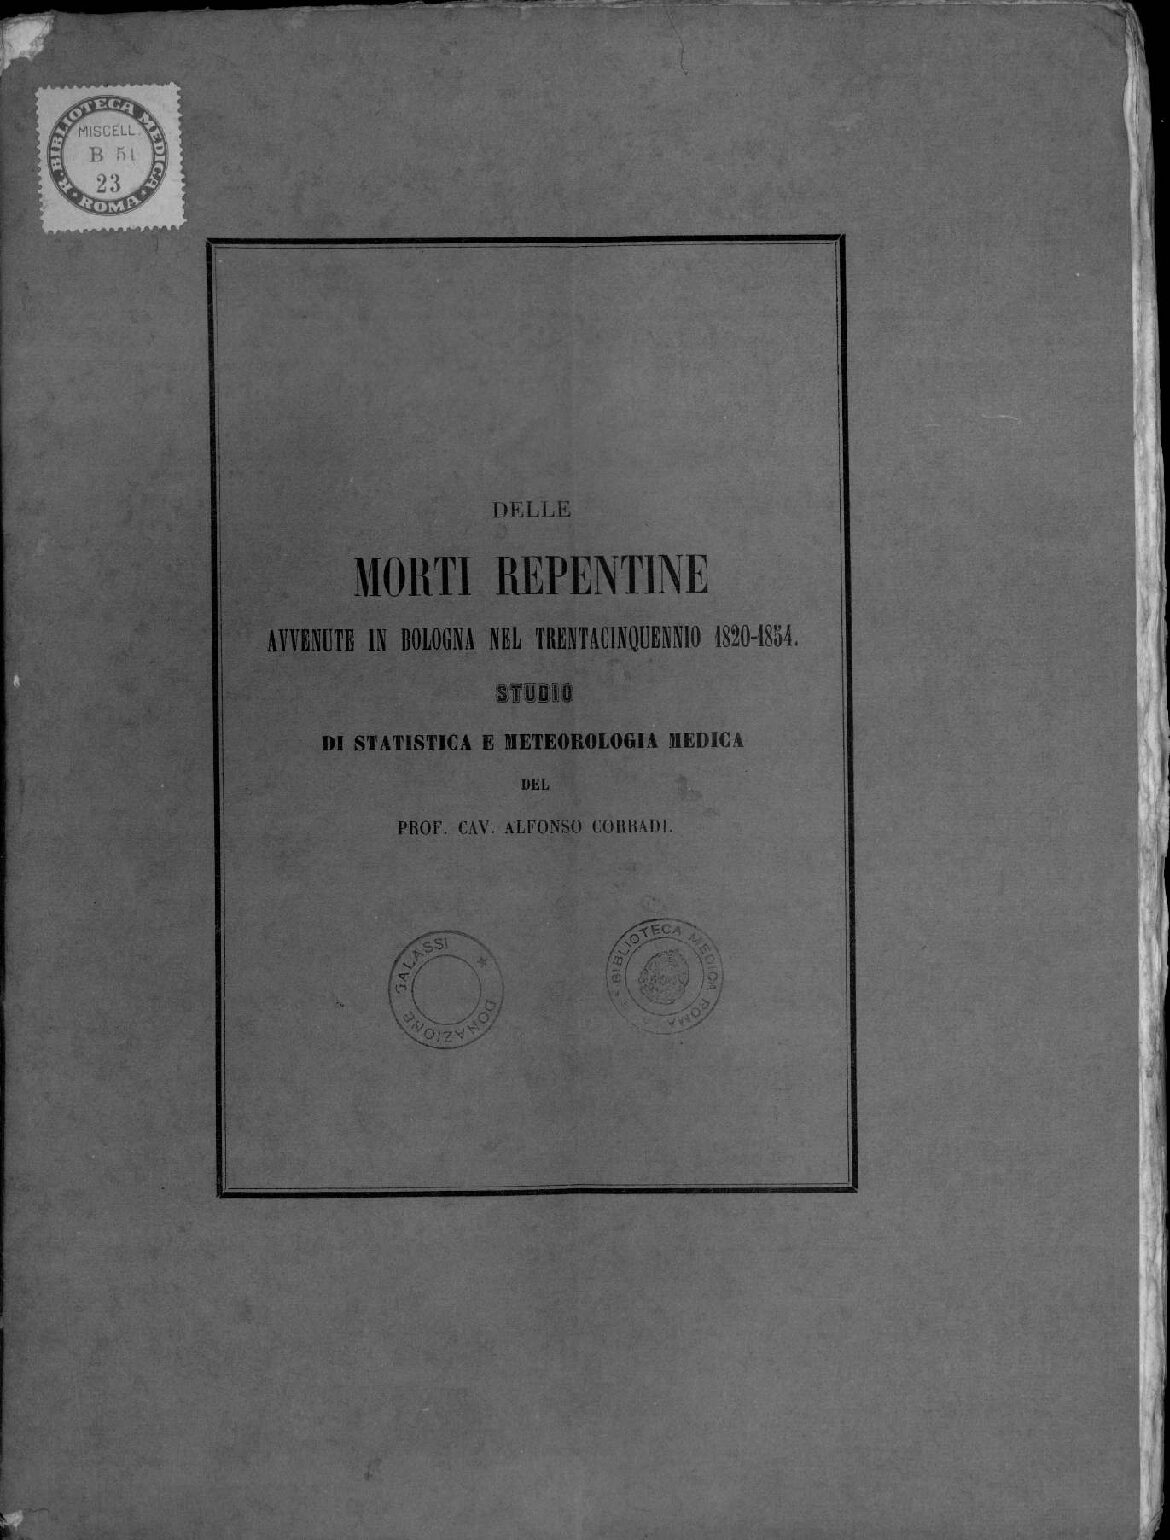 R. BIBLIOTECA MEDICA
ROMA
MISCELL.
B 51
23
DELLE
MORTI REPENTINE
AVVENUTE IN BOLOGNA NEL TRENTACINQUENNIO 1820-1854.
STUDIO
DI STATISTICA E METEOROLOGIA MEDICA
DEL
PROF. CAV. ALFONSO CORRADI.
DONAZIONE GALASSI *
BIBLIOTECA MEDICA ROMA